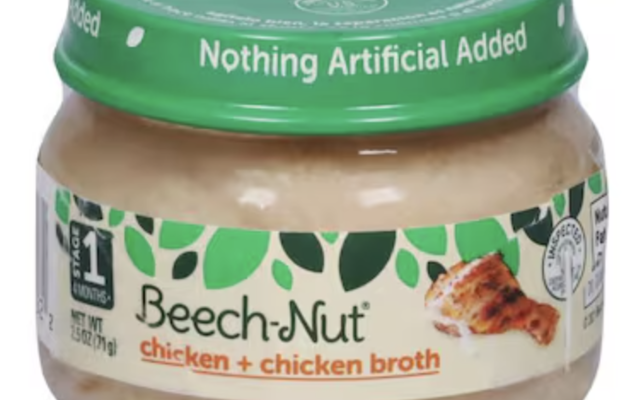 Added
Nothing Artificial Added
STAGE
1
4 MONTHS+
NET WT
2.5 OZ (71g)
Beech-Nut®
chicken + chicken broth
INSPECTED